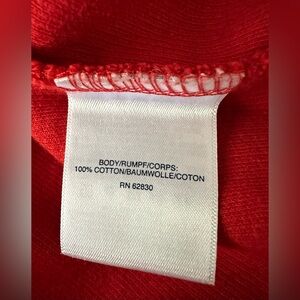 BODY/RUMPF/CORPS:
100% COTTON/BAUMWOLLE/COTON
RN 62830